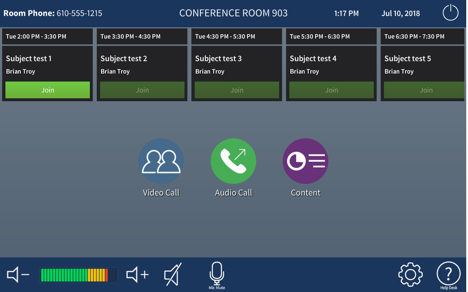 Room Phone: 610-555-1215
CONFERENCE ROOM 903
1:17 PM
Jul 10, 2018
Tue 2:00 PM - 3:30 PM
Subject test 1
Brian Troy
Join
Tue 3:30 PM - 4:30 PM
Subject test 2
Brian Troy
Join
Tue 4:30 PM - 5:30 PM
Subject test 3
Brian Troy
Join
Tue 5:30 PM - 6:30 PM
Subject test 4
Brian Troy
Join
Tue 6:30 PM - 7:30 PM
Subject test 5
Brian Troy
Join
Video Call
Audio Call
Content
Mic Mute
?
Help Desk